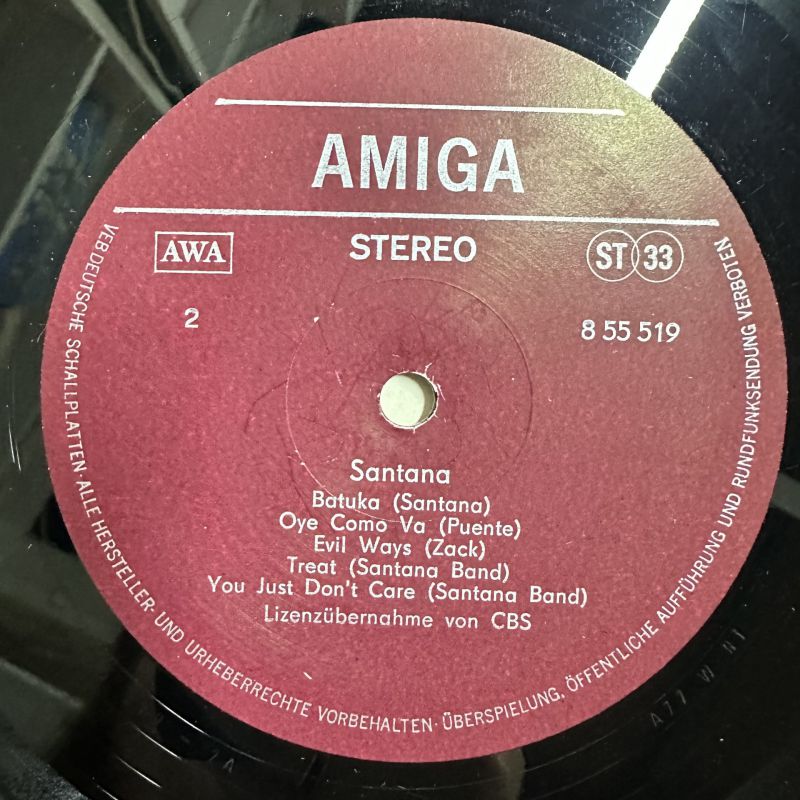 AMIGA
AWA
STEREO
ST 33
2
8 55 519
Santana
Batuka (Santana)
Oye Como Va (Puente)
Evil Ways (Zack)
Treat (Santana Band)
You Just Don't Care (Santana Band)
Lizenzübernahme von CBS
VEB DEUTSCHE SCHALLPLATTEN · ALLE HERSTELLER- UND URHEBERRECHTE VORBEHALTEN · ÜBERSPIELUNG, ÖFFENTLICHE AUFFÜHRUNG UND RUNDFUNKSENDUNG VERBOTEN